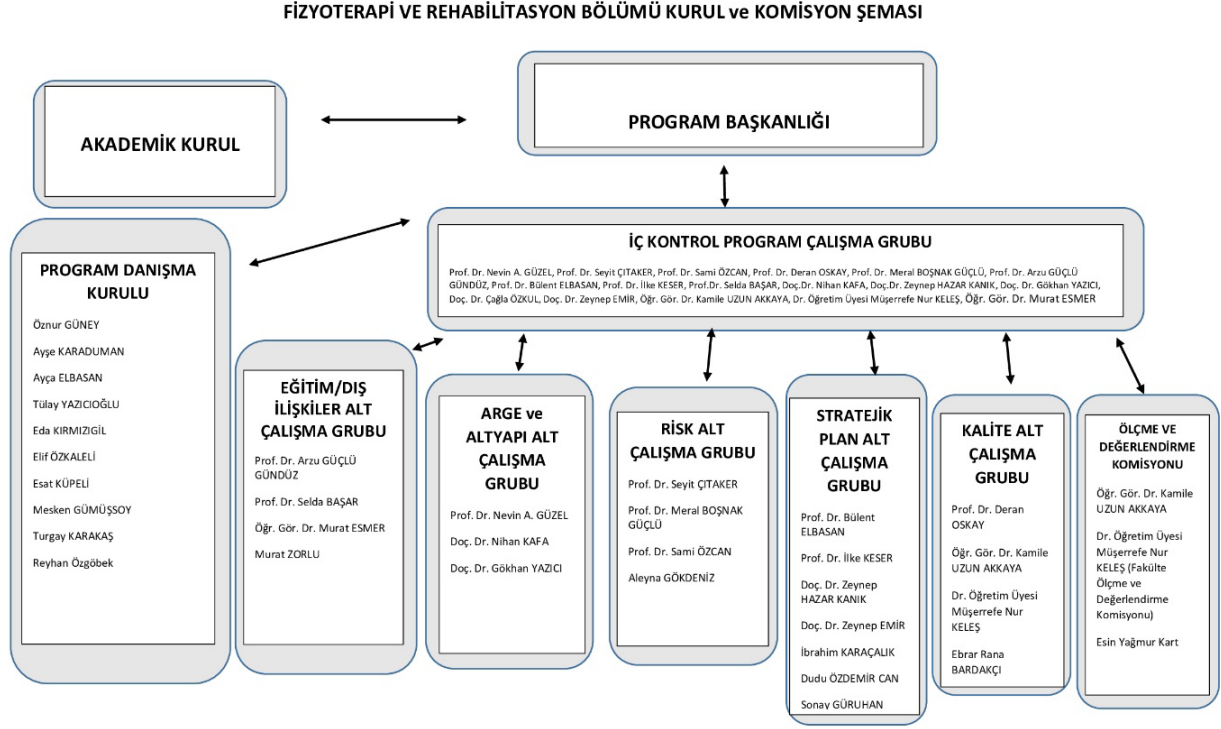 FİZYOTERAPİ VE REHABİLİTASYON BÖLÜMÜ KURUL ve KOMİSYON ŞEMASI
AKADEMİK KURUL
PROGRAM BAŞKANLIĞI
İÇ KONTROL PROGRAM ÇALIŞMA GRUBU
Prof. Dr. Nevin A. GÜZEL, Prof. Dr. Seyit ÇITAKER, Prof. Dr. Sami ÖZCAN, Prof. Dr. Deran OSKAY, Prof. Dr. Meral BOŞNAK GÜÇLÜ, Prof. Dr. Arzu GÜÇLÜ
GÜNDÜZ, Prof. Dr. Bülent ELBASAN, Prof. Dr. İlke KESER, Prof.Dr. Selda BAŞAR, Doç.Dr. Nihan KAFA, Doç.Dr. Zeynep HAZAR KANIK, Doç. Dr. Gökhan YAZICI,
Doç. Dr. Çağla ÖZKUL, Doç. Dr. Zeynep EMİR, Öğr. Gör. Dr. Kamile UZUN AKKAYA, Dr. Öğretim Üyesi Müşerrefe Nur KELEŞ, Öğr. Gör. Dr. Murat ESMER
PROGRAM DANIŞMA
KURULU
Öznur GÜNEY
Ayşe KARADUMAN
Ayça ELBASAN
Tülay YAZICIOĞLU
Eda KIRMIZIGİL
Elif ÖZKALELİ
Esat KÜPELİ
Mesken GÜMÜŞSOY
Turgay KARAKAŞ
Reyhan Özgöbek
EĞİTİM/DIŞ
İLİŞKİLER ALT
ÇALIŞMA GRUBU
Prof. Dr. Arzu GÜÇLÜ
GÜNDÜZ
Prof. Dr. Selda BAŞAR
Öğr. Gör. Dr. Murat ESMER
Murat ZORLU
ARGE ve
ALTYAPI ALT
ÇALIŞMA
GRUBU
Prof. Dr. Nevin A. GÜZEL
Doç. Dr. Nihan KAFA
Doç. Dr. Gökhan YAZICI
RİSK ALT
ÇALIŞMA GRUBU
Prof. Dr. Seyit ÇITAKER
Prof. Dr. Meral BOŞNAK
GÜÇLÜ
Prof. Dr. Sami ÖZCAN
Aleyna GÖKDENİZ
STRATEJİK
PLAN ALT
ÇALIŞMA
GRUBU
Prof. Dr. Bülent
ELBASAN
Prof. Dr. İlke KESER
Doç. Dr. Zeynep
HAZAR KANIK
Doç. Dr. Zeynep EMİR
İbrahim KARAÇALIK
Dudu ÖZDEMİR CAN
Sonay GÜRUHAN
KALİTE ALT
ÇALIŞMA
GRUBU
Prof. Dr. Deran
OSKAY
Öğr. Gör. Dr. Kamile
UZUN AKKAYA
Dr. Öğretim Üyesi
Müşerrefe Nur
KELEŞ
Ebrar Rana
BARDAKÇI
ÖLÇME VE
DEĞERLENDİRME
KOMİSYONU
Öğr. Gör. Dr. Kamile
UZUN AKKAYA
Dr. Öğretim Üyesi
Müşerrefe Nur
KELEŞ (Fakülte
Ölçme ve
Değerlendirme
Komisyonu)
Esin Yağmur Kart